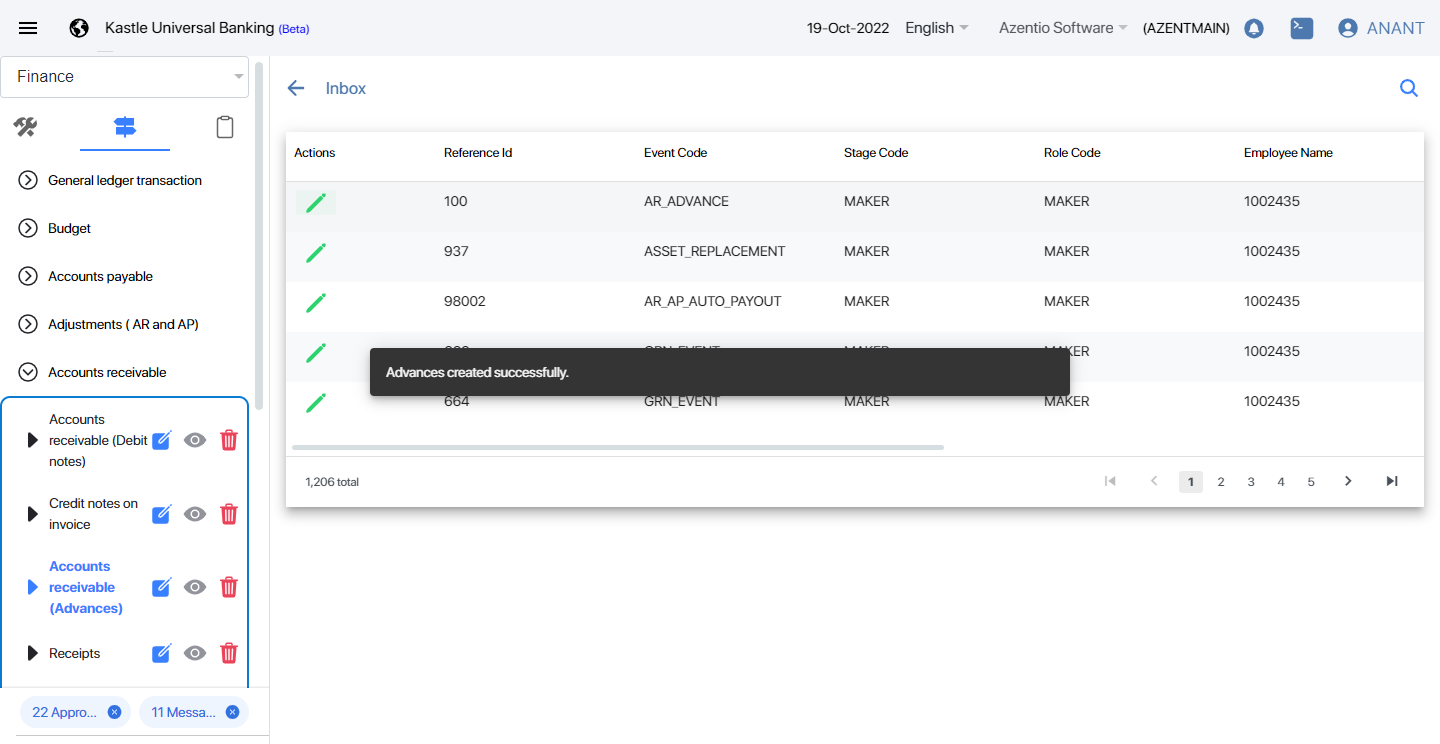 Kastle Universal Banking (Beta)
19-Oct-2022 English Azentio Software (AZENTMAIN) ANANT
Finance
General ledger transaction
Budget
Accounts payable
Adjustments ( AR and AP)
Accounts receivable
Accounts
receivable (Debit
notes)
Credit notes on
invoice
Accounts
receivable
(Advances)
Receipts
22 Appro... 11 Messa...
Inbox
Actions Reference Id Event Code Stage Code Role Code Employee Name
100 AR_ADVANCE MAKER MAKER 1002435
937 ASSET_REPLACEMENT MAKER MAKER 1002435
98002 AR_AP_AUTO_PAYOUT MAKER MAKER 1002435
GRN_EVENT MAKER MAKER 1002435
Advances created successfully.
664 GRN_EVENT MAKER MAKER 1002435
1,206 total 1 2 3 4 5